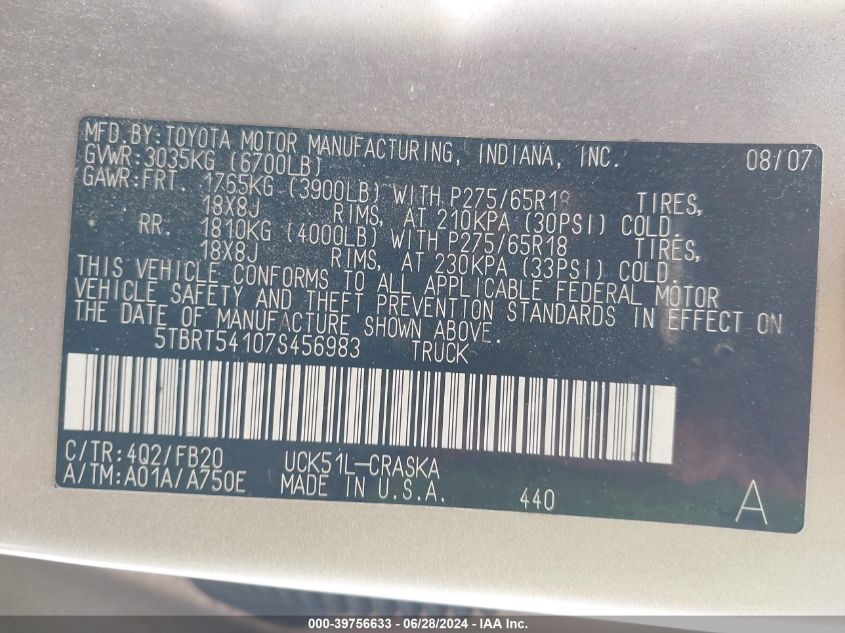 MFD.BY:TOYOTA MOTOR MANUFACTURING, INDIANA, INC. 08/07
GVWR:3035KG (6700LB)
GAWR:FRT. 1765KG (3900LB) WITH P275/65R18 TIRES,
18X8J RIMS, AT 210KPA (30PSI) COLD.
RR. 1810KG (4000LB) WITH P275/65R18 TIRES,
18X8J RIMS, AT 230KPA (33PSI) COLD.
THIS VEHICLE CONFORMS TO ALL APPLICABLE FEDERAL MOTOR
VEHICLE SAFETY AND THEFT PREVENTION STANDARDS IN EFFECT ON
THE DATE OF MANUFACTURE SHOWN ABOVE.
5TBRT54107S456983 TRUCK
C/TR:4Q2/FB20 UCK51L-CRASKA
A/TM:A01A/A750E MADE IN U.S.A. 440 A
000-39756633 - 06/28/2024 - IAA Inc.